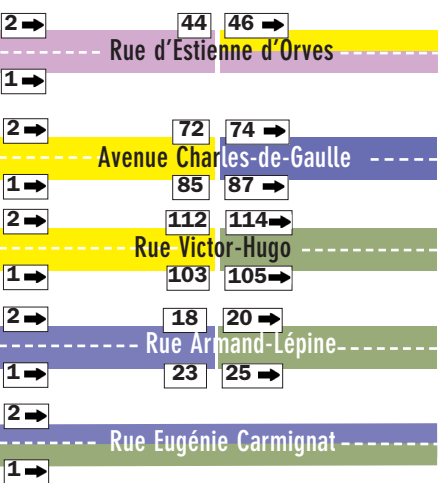 2 → 44 46 →
Rue d'Estienne d'Orves
1 →
2 → 72 74 →
Avenue Charles-de-Gaulle
1 → 85 87 →
2 → 112 114 →
Rue Victor-Hugo
1 → 103 105 →
2 → 18 20 →
Rue Armand-Lépine
1 → 23 25 →
2 →
Rue Eugénie Carmignat
1 →